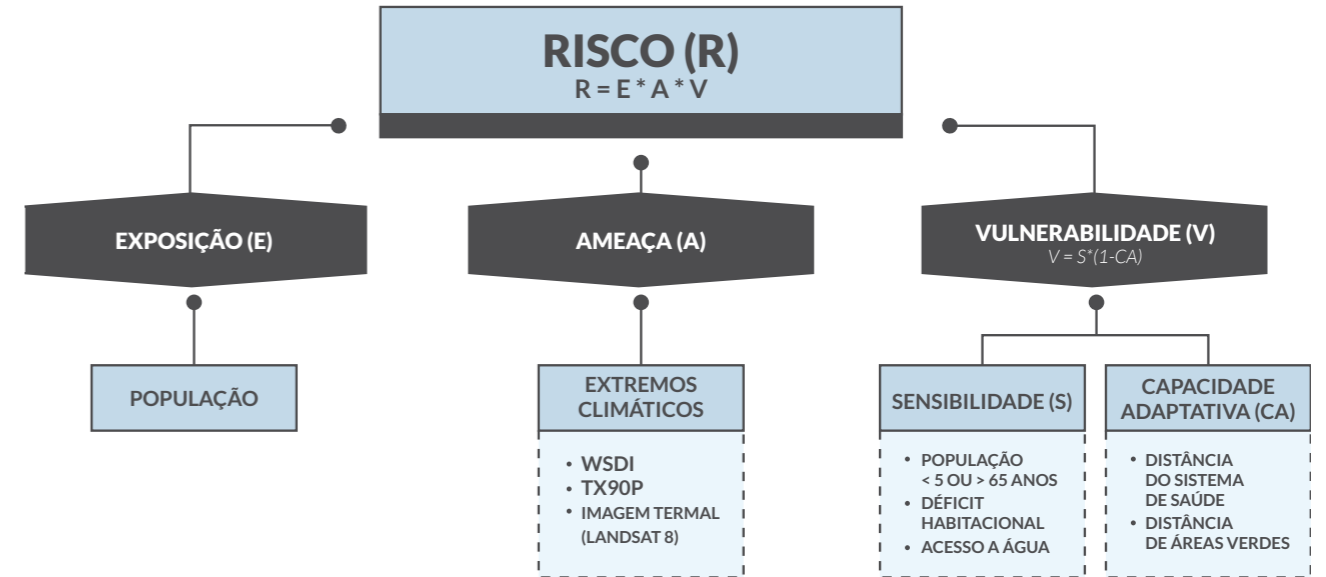 RISCO (R)
R = E * A * V
EXPOSIÇÃO (E)
AMEAÇA (A)
VULNERABILIDADE (V)
V = S*(1-CA)
POPULAÇÃO
EXTREMOS
CLIMÁTICOS
• WSDI
• TX90P
• IMAGEM TERMAL
(LANDSAT 8)
SENSIBILIDADE (S)
• POPULAÇÃO
< 5 OU > 65 ANOS
• DÉFICIT
HABITACIONAL
• ACESSO A ÁGUA
CAPACIDADE
ADAPTATIVA (CA)
• DISTÂNCIA
DO SISTEMA
DE SAÚDE
• DISTÂNCIA
DE ÁREAS VERDES